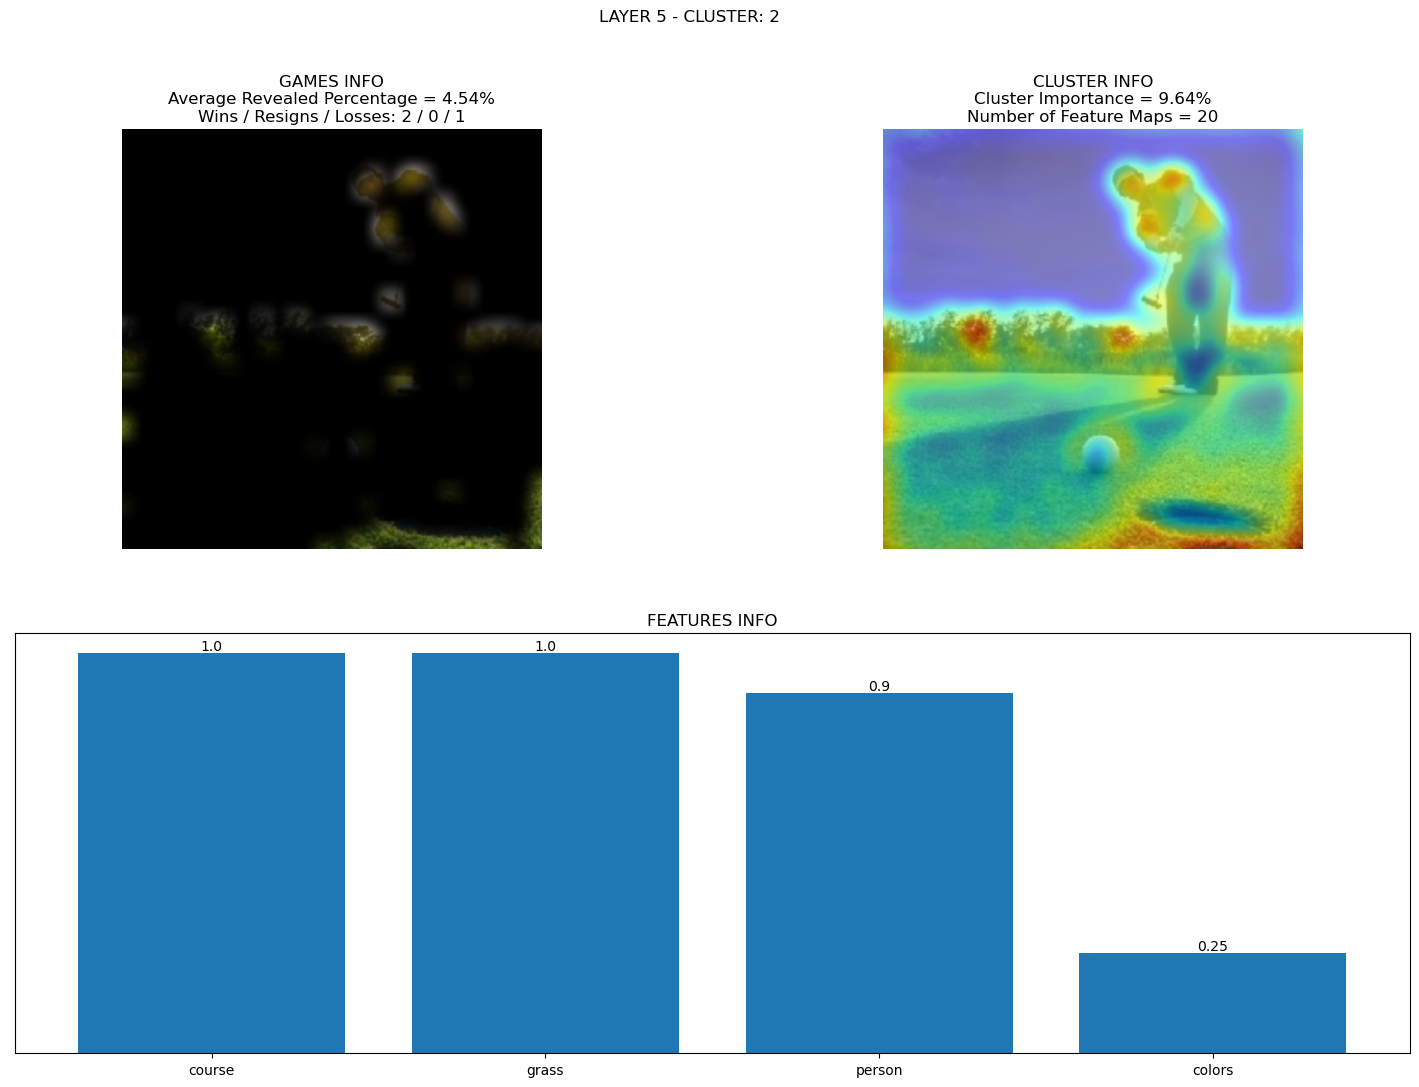 LAYER 5 - CLUSTER: 2
GAMES INFO
Average Revealed Percentage = 4.54%
Wins / Resigns / Losses: 2 / 0 / 1
CLUSTER INFO
Cluster Importance = 9.64%
Number of Feature Maps = 20
FEATURES INFO
1.0
1.0
0.9
0.25
course
grass
person
colors